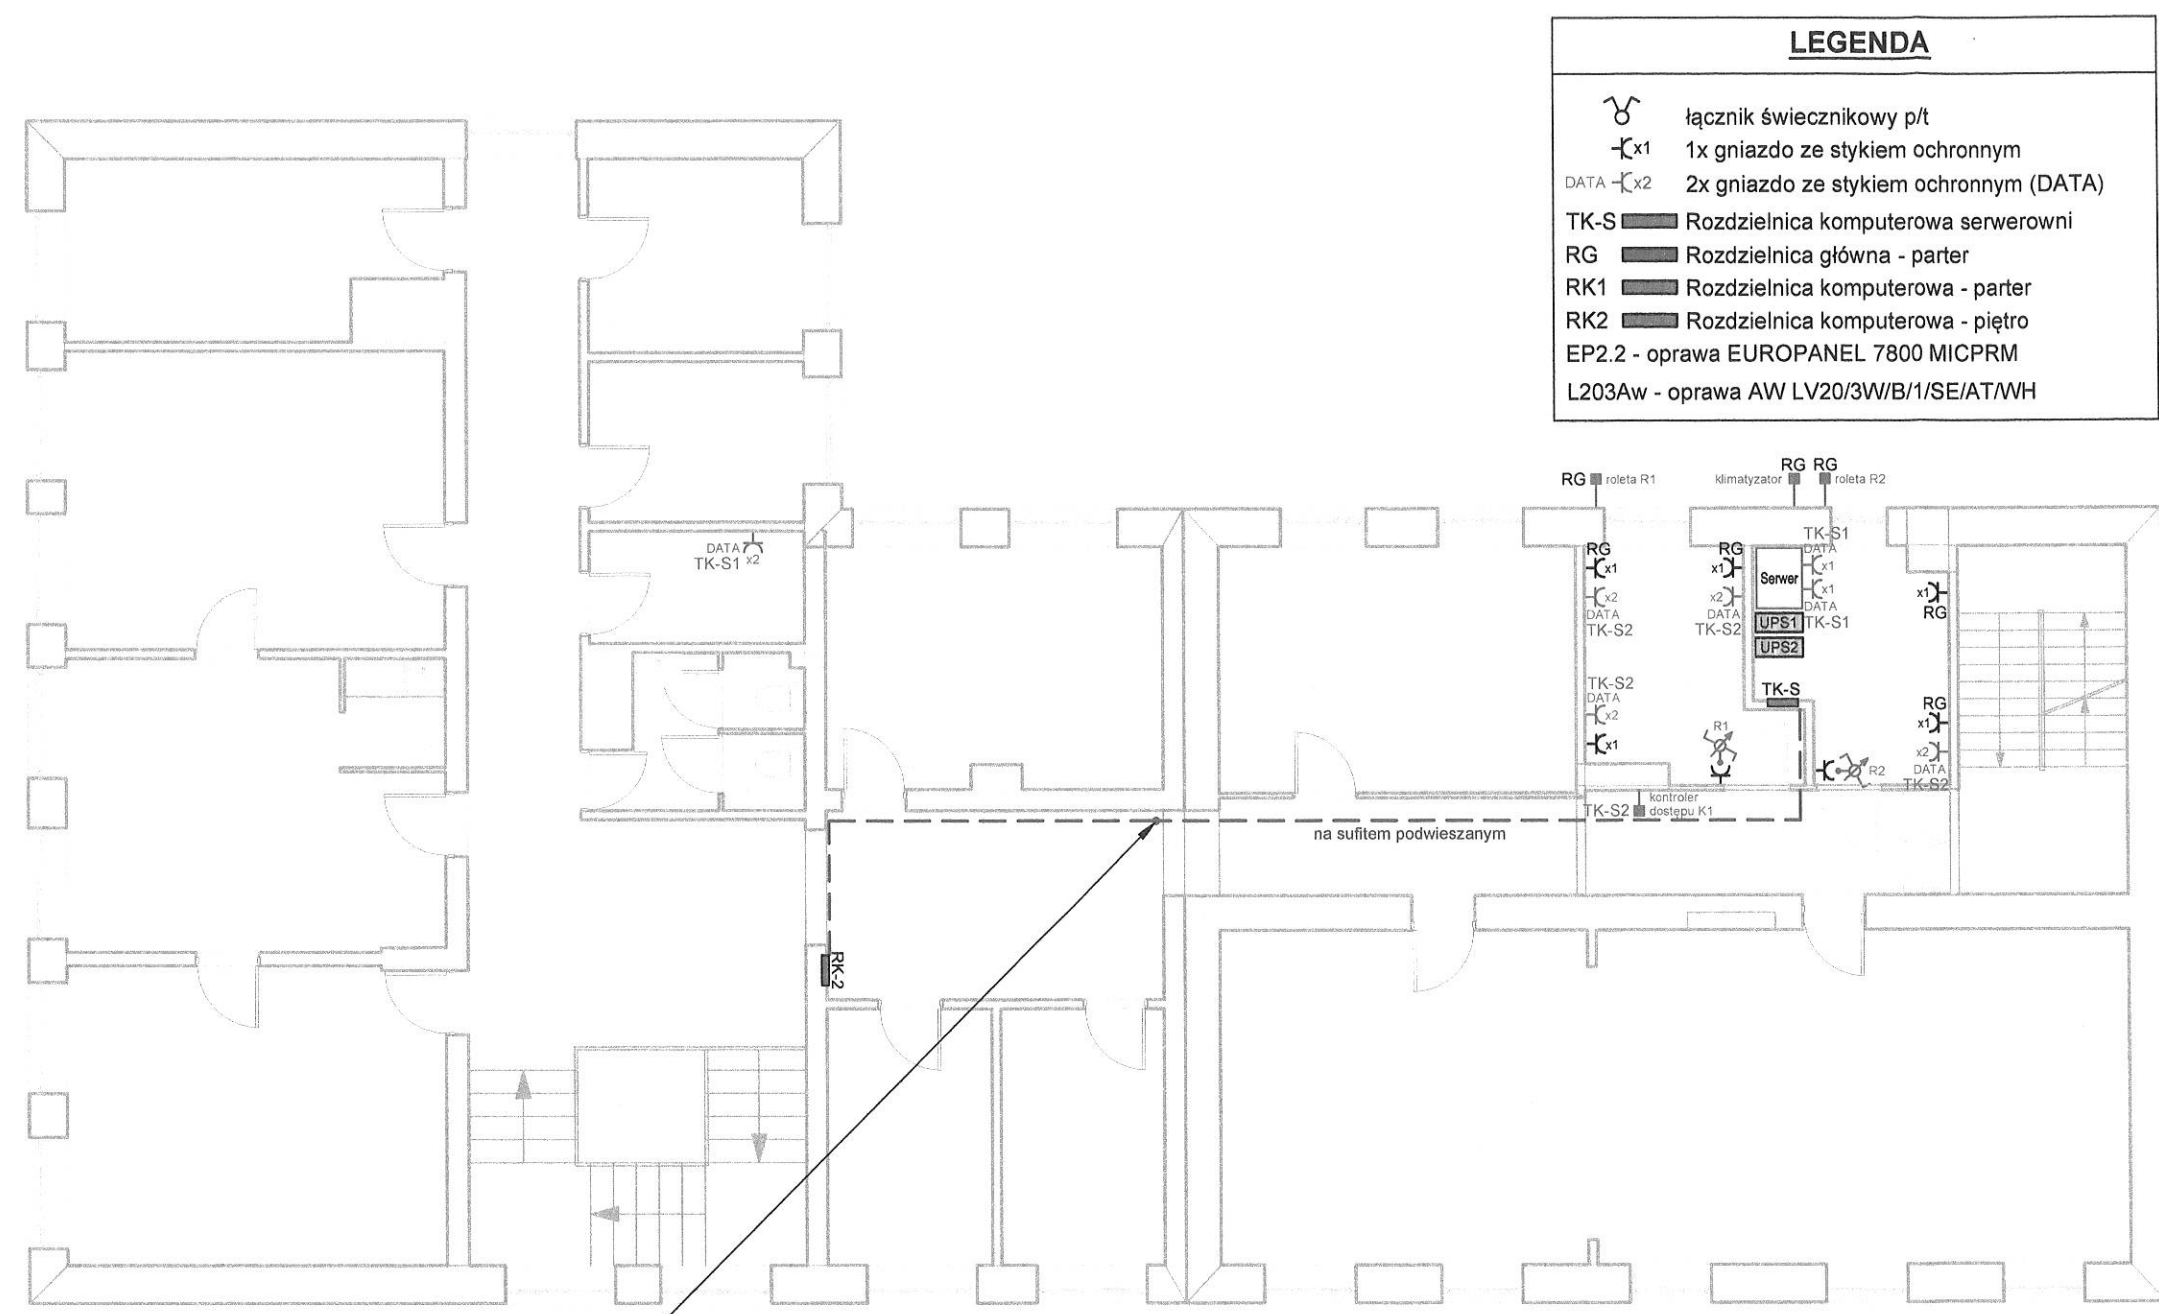 LEGENDA
łącznik świecznikowy p/t
x1 1x gniazdo ze stykiem ochronnym
DATA x2 2x gniazdo ze stykiem ochronnym (DATA)
TK-S Rozdzielnica komputerowa serwerowni
RG Rozdzielnica główna - parter
RK1 Rozdzielnica komputerowa - parter
RK2 Rozdzielnica komputerowa - piętro
EP2.2 - oprawa EUROPANEL 7800 MICPRM
L203Aw - oprawa AW LV20/3W/B/1/SE/AT/WH
RG roleta R1
RG
klimatyzator
RG
roleta R2
DATA
TK-S1 x2
RG
x1
x2
DATA
TK-S2
RG
x1
x2
DATA
TK-S2
Serwer
UPS1
UPS2
TK-S1
DATA
x1
x1
DATA
TK-S1
x1
RG
TK-S2
DATA
x2
x1
TK-S
R1
R2
RG
x1
x2
DATA
TK-S2
TK-S2
kontroler
dostępu K1
na sufitem podwieszanym
RK-2